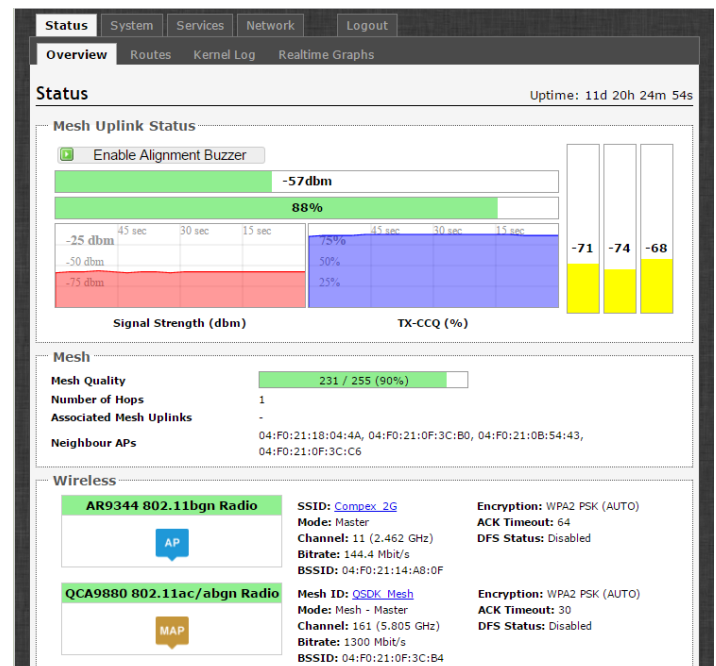 Status System Services Network Logout
Overview Routes Kernel Log Realtime Graphs
Status Uptime: 11d 20h 24m 54s
Mesh Uplink Status
Enable Alignment Buzzer
-57dbm
88%
45 sec 30 sec 15 sec
-25 dbm
-50 dbm
-75 dbm
45 sec 30 sec 15 sec
75%
50%
25%
-71 -74 -68
Signal Strength (dbm) TX-CCQ (%)
Mesh
Mesh Quality 231 / 255 (90%)
Number of Hops 1
Associated Mesh Uplinks -
Neighbour APs 04:F0:21:18:04:4A, 04:F0:21:0F:3C:B0, 04:F0:21:0B:54:43,
04:F0:21:0F:3C:C6
Wireless
AR9344 802.11bgn Radio
AP
SSID: Compex_2G Encryption: WPA2 PSK (AUTO)
Mode: Master ACK Timeout: 64
Channel: 11 (2.462 GHz) DFS Status: Disabled
Bitrate: 144.4 Mbit/s
BSSID: 04:F0:21:14:A8:0F
QCA9880 802.11ac/abgn Radio
MAP
Mesh ID: QSDK_Mesh Encryption: WPA2 PSK (AUTO)
Mode: Mesh - Master ACK Timeout: 30
Channel: 161 (5.805 GHz) DFS Status: Disabled
Bitrate: 1300 Mbit/s
BSSID: 04:F0:21:0F:3C:B4